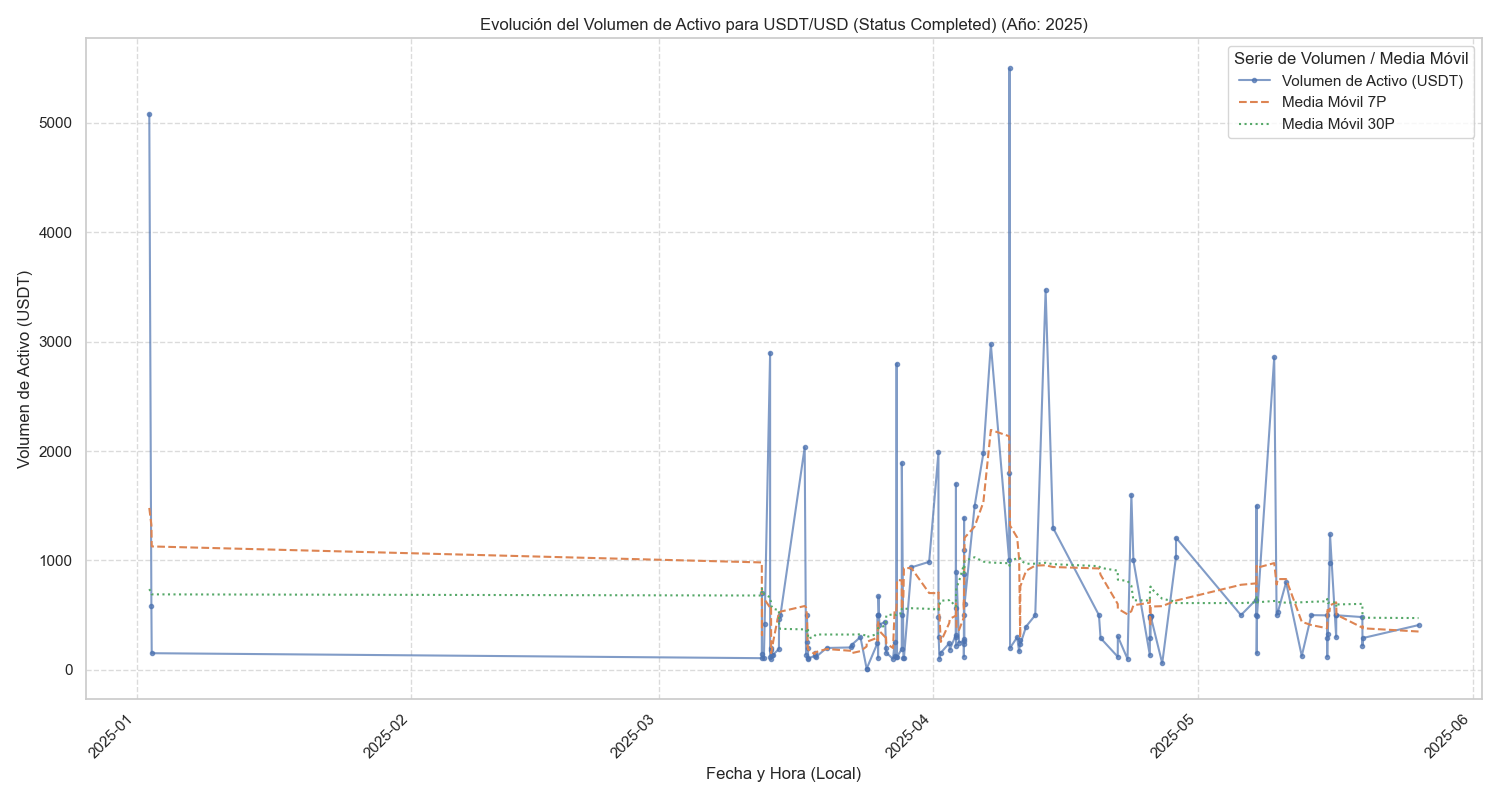 Evolución del Volumen de Activo para USDT/USD (Status Completed) (Año: 2025)
Serie de Volumen / Media Móvil
Volumen de Activo (USDT)
Media Móvil 7P
Media Móvil 30P
Volumen de Activo (USDT)
5000
4000
3000
2000
1000
0
2025-01
2025-02
2025-03
2025-04
2025-05
2025-06
Fecha y Hora (Local)